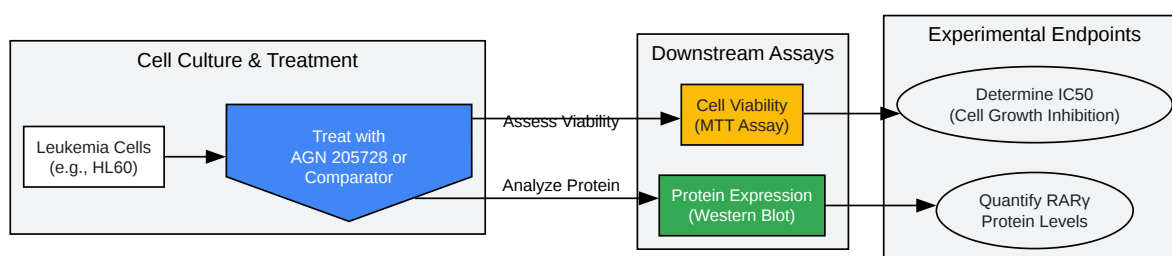 Cell Culture & Treatment
Leukemia Cells
(e.g., HL60)
Treat with
AGN 205728 or
Comparator
Assess Viability
Analyze Protein
Downstream Assays
Cell Viability
(MTT Assay)
Protein Expression
(Western Blot)
Experimental Endpoints
Determine IC50
(Cell Growth Inhibition)
Quantify RARγ
Protein Levels